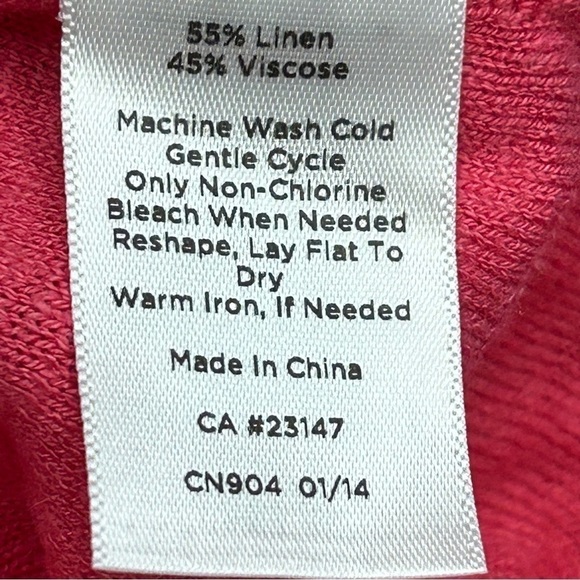 55% Linen
45% Viscose
Machine Wash Cold
Gentle Cycle
Only Non-Chlorine
Bleach When Needed
Reshape, Lay Flat To
Dry
Warm Iron, If Needed
Made In China
CA #23147
CN904 01/14